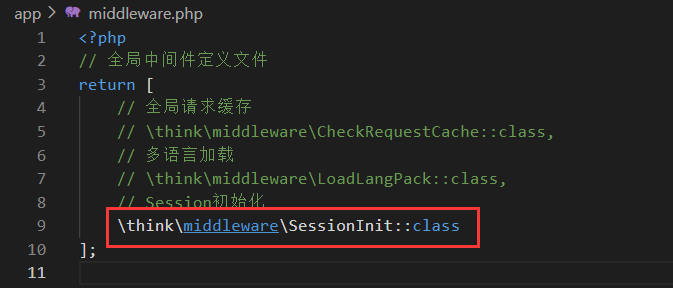 app > middleware.php
1 <?php
2 // 全局中间件定义文件
3 return [
4 // 全局请求缓存
5 // \think\middleware\CheckRequestCache::class,
6 // 多语言加载
7 // \think\middleware\LoadLangPack::class,
8 // Session初始化
9 \think\middleware\SessionInit::class
10 ];
11